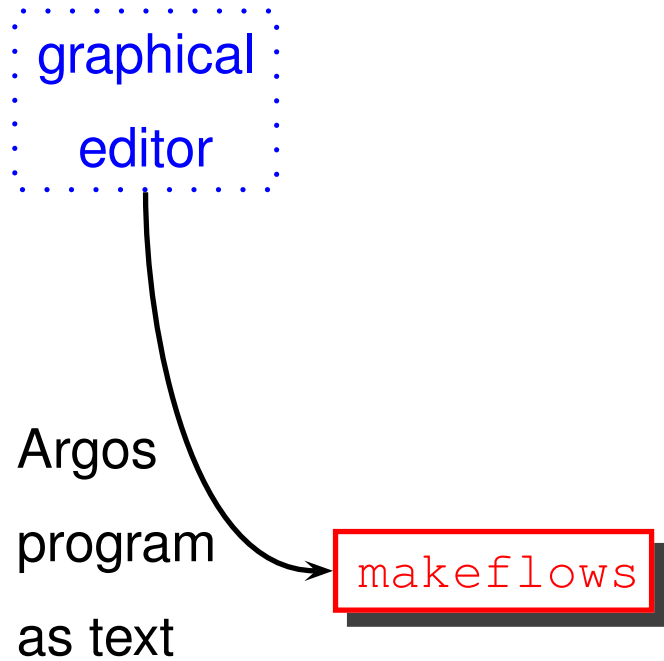 graphical
editor
Argos
program
as text
makeflows